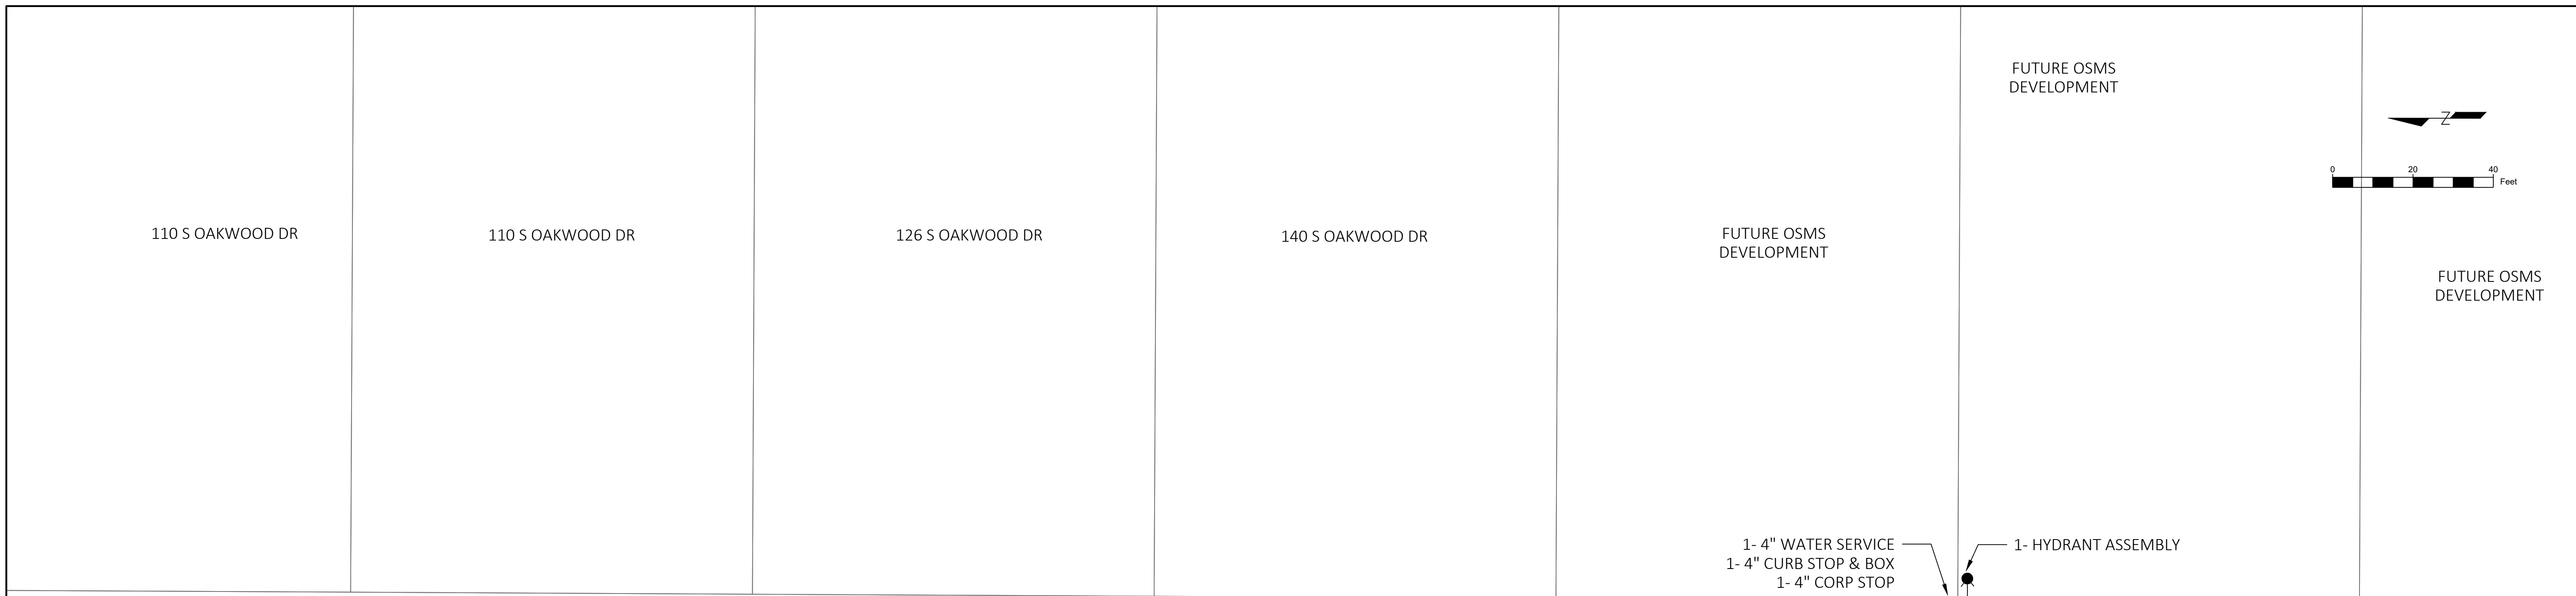 FUTURE OSMS
DEVELOPMENT
Z
0 20 40
Feet
110 S OAKWOOD DR
110 S OAKWOOD DR
126 S OAKWOOD DR
140 S OAKWOOD DR
FUTURE OSMS
DEVELOPMENT
FUTURE OSMS
DEVELOPMENT
1- 4" WATER SERVICE
1- 4" CURB STOP & BOX
1- 4" CORP STOP
1- HYDRANT ASSEMBLY